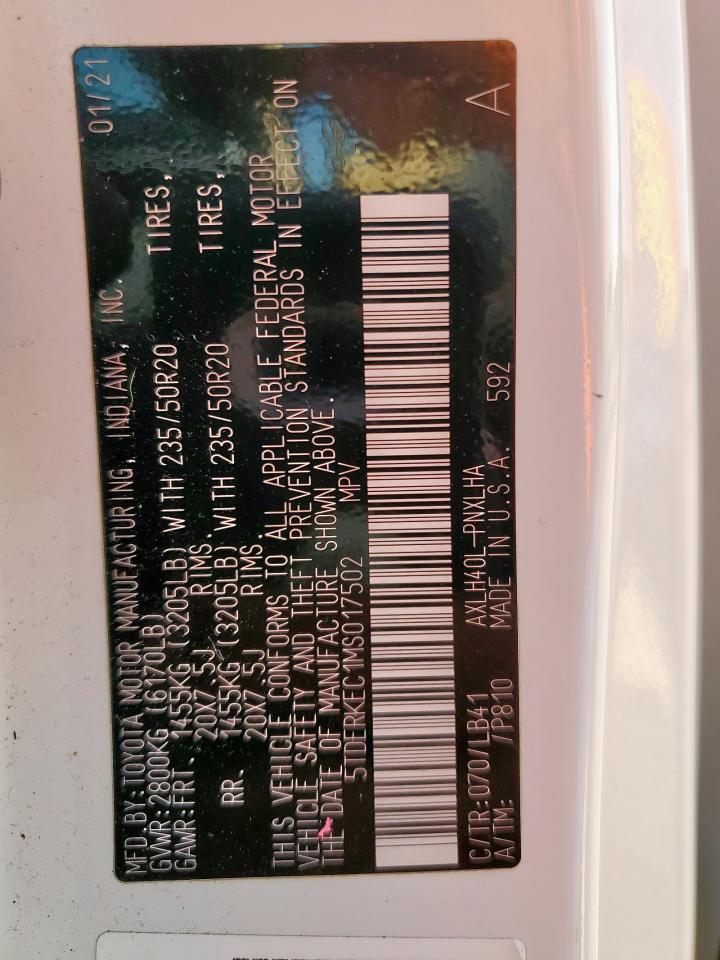 MFD BY: TOYOTA MOTOR MANUFACTURING, INDIANA, INC. 01/21
GVWR: 2800KG (6170LB)
GAWR: FRT. 1455KG (3205LB) WITH 235/50R20 TIRES,
20X7.5J RIMS
RR. 1455KG (3205LB) WITH 235/50R20 TIRES,
20X7.5J RIMS.
THIS VEHICLE CONFORMS TO ALL APPLICABLE FEDERAL MOTOR
VEHICLE SAFETY AND THEFT PREVENTION STANDARDS IN EFFECT ON
THE DATE OF MANUFACTURE SHOWN ABOVE.
5TDERKEC1MS017502 MPV
C/TR: 070/LB41 AXLH40L-PNXLHA A
A/TM: /P810 MADE IN U.S.A. 592